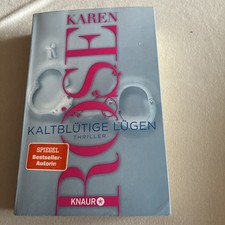 KAREN
ROSE
KALTBLÜTIGE LÜGEN
THRILLER
SPIEGEL
Bestseller-
Autorin
KNAUR